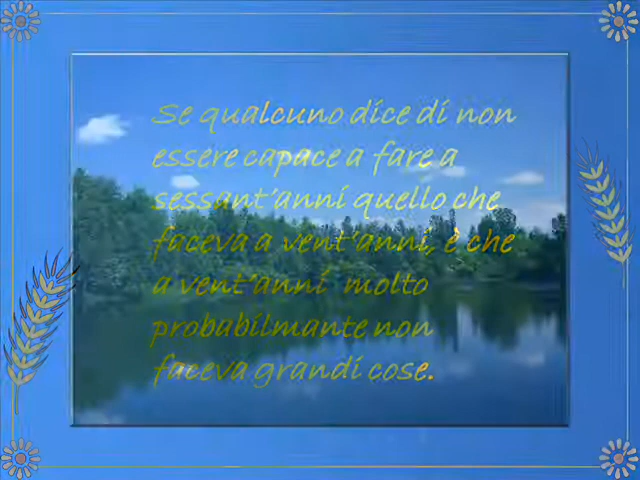 Se qualcuno dice di non
essere capace a fare a
sessant'anni quello che
faceva a vent'anni, è che
a vent'anni molto
probabilmante non
faceva grandi cose.